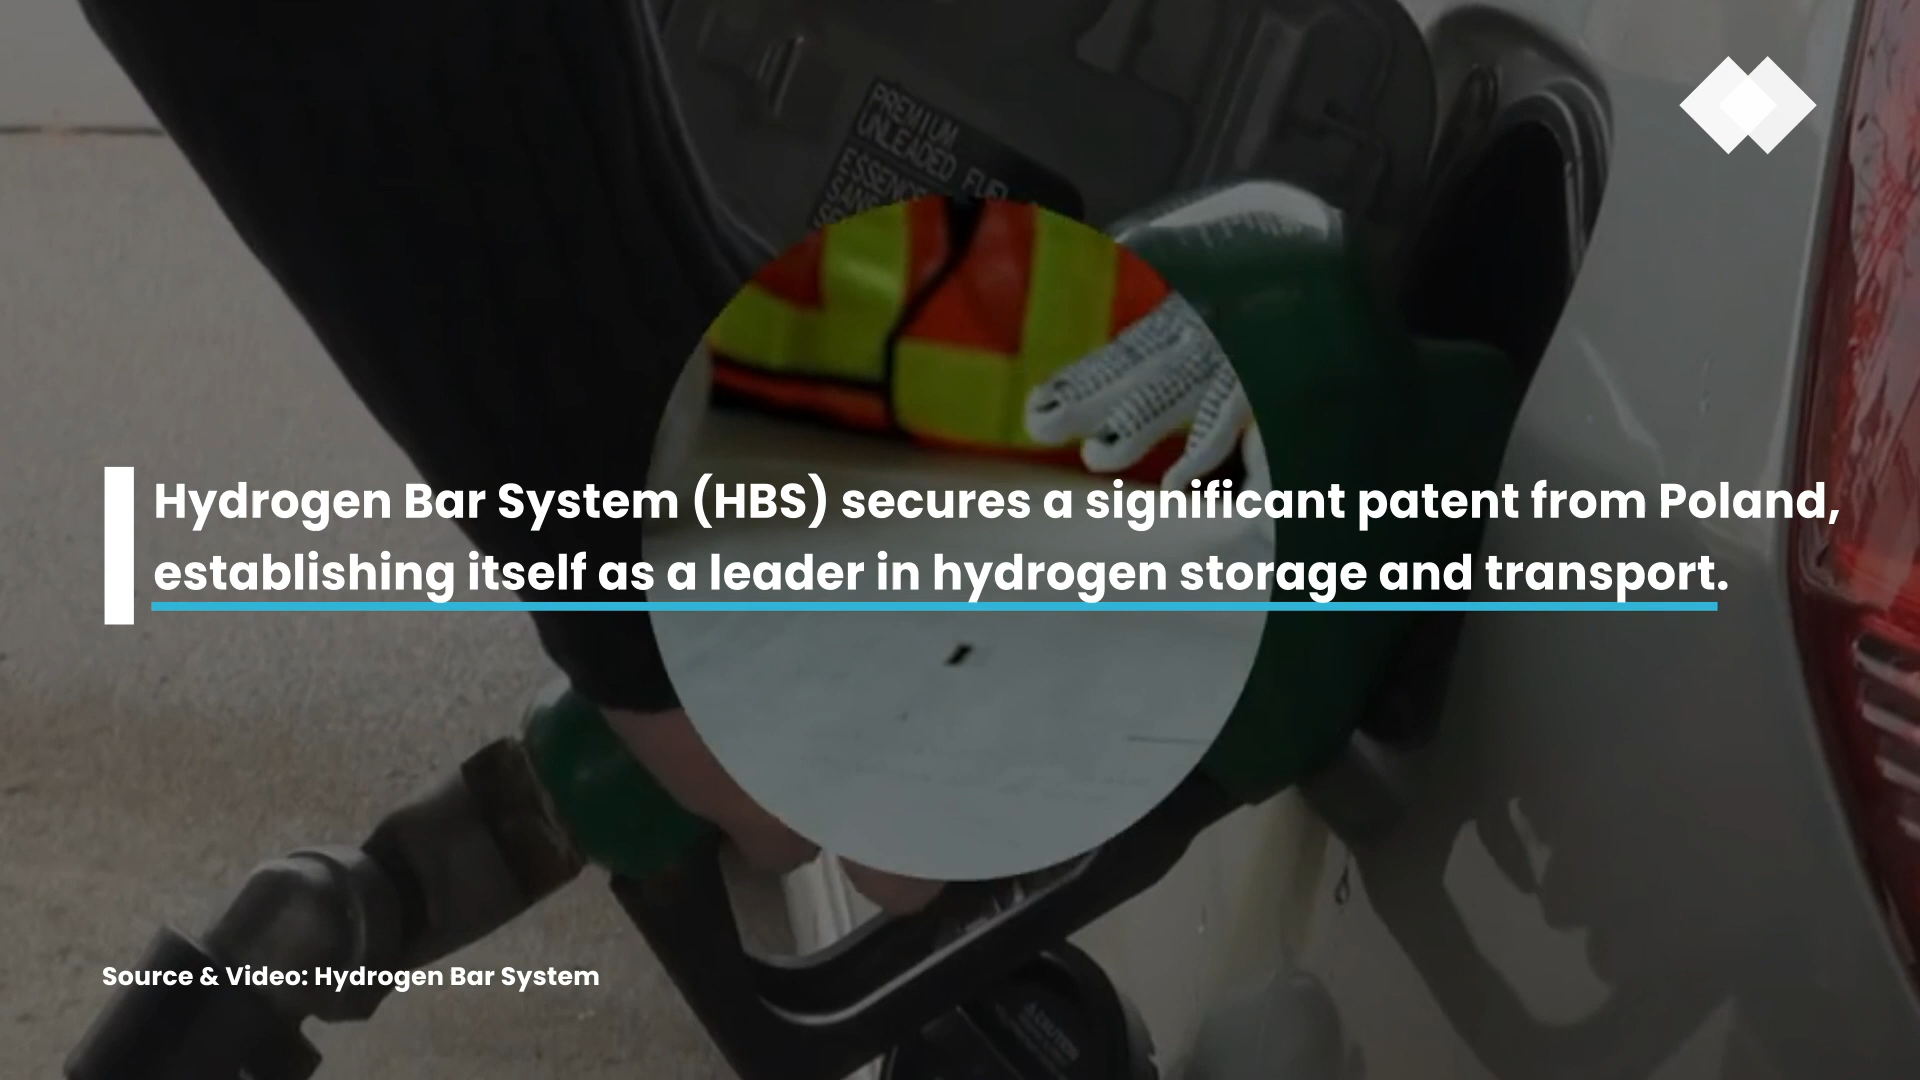 PREMIUM
UNLEADED FUEL
Hydrogen Bar System (HBS) secures a significant patent from Poland,
establishing itself as a leader in hydrogen storage and transport.
Source & Video: Hydrogen Bar System